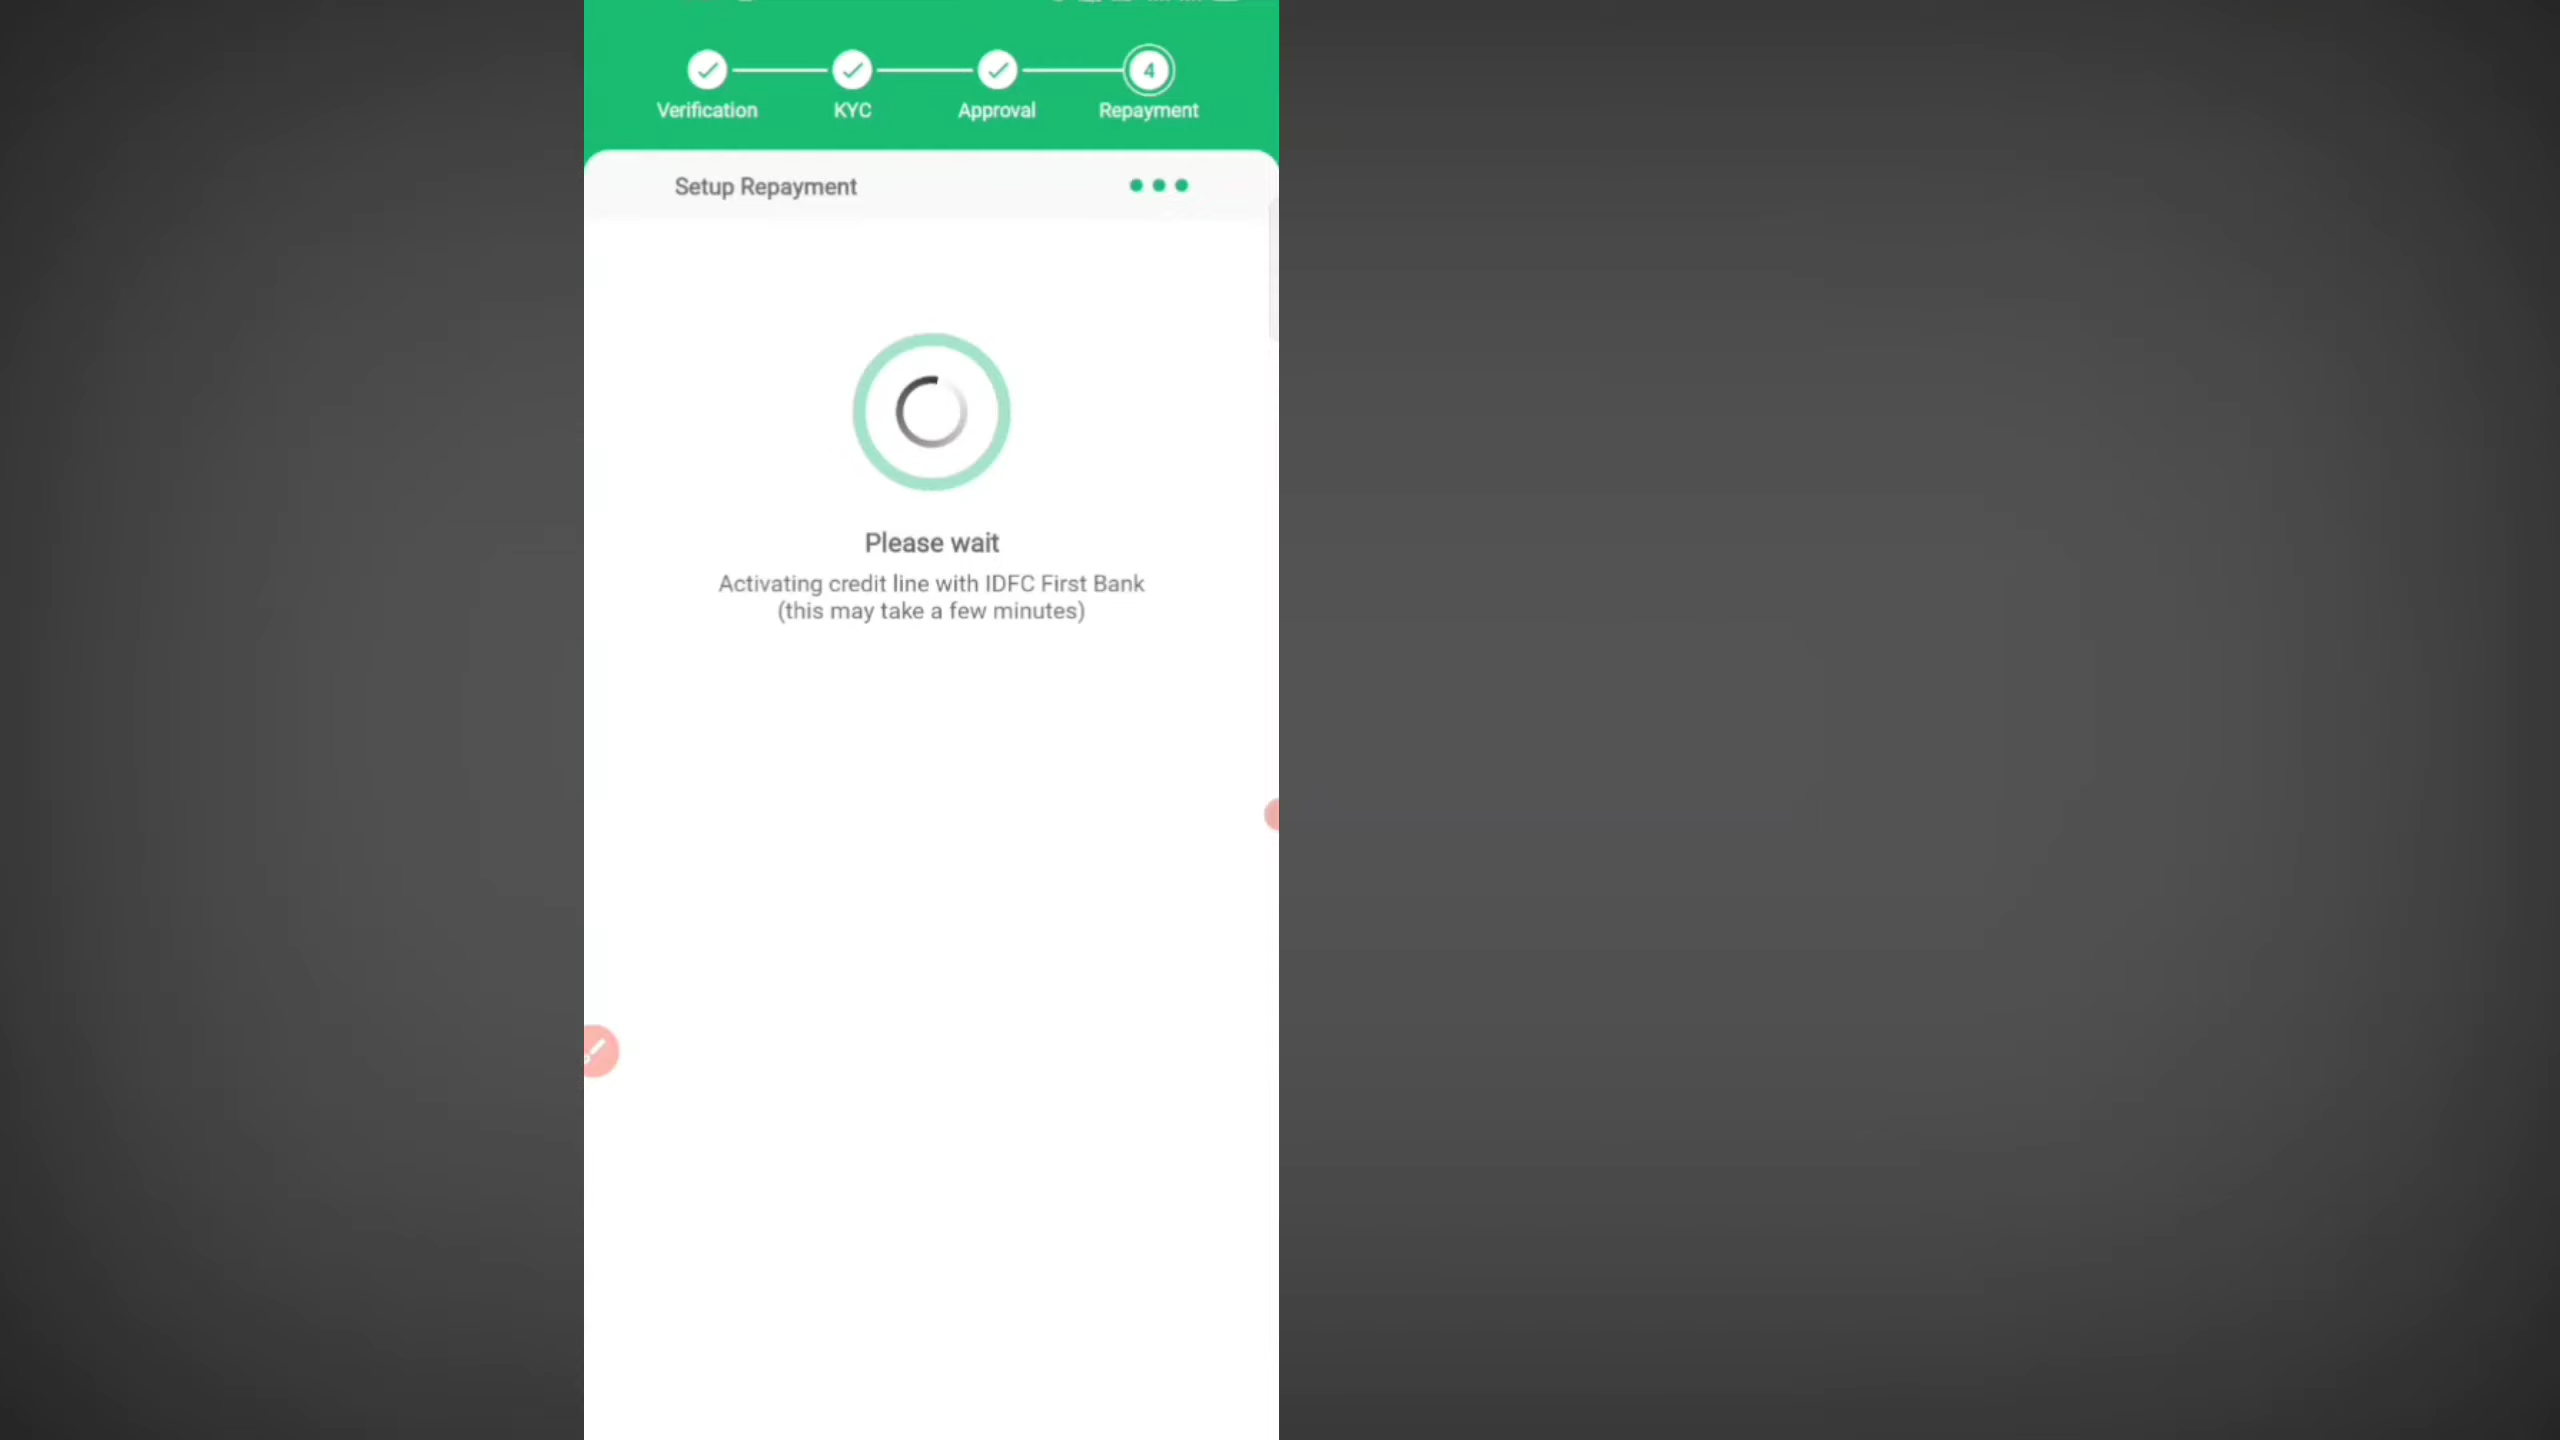 4
Verification KYC Approval Repayment
Setup Repayment
Please wait
Activating credit line with IDFC First Bank
(this may take a few minutes)